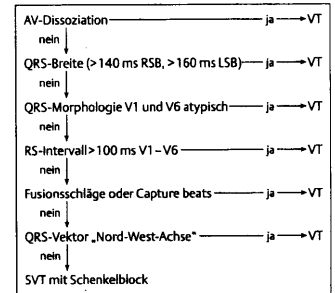 AV-Dissoziation ja VT
nein
QRS-Breite (>140 ms RSB, >160 ms LSB) ja VT
nein
QRS-Morphologie V1 und V6 atypisch ja VT
nein
RS-Intervall>100 ms V1–V6 ja VT
nein
Fusionsschläge oder Capture beats ja VT
nein
QRS-Vektor „Nord-West-Achse“ ja VT
nein
SVT mit Schenkelblock